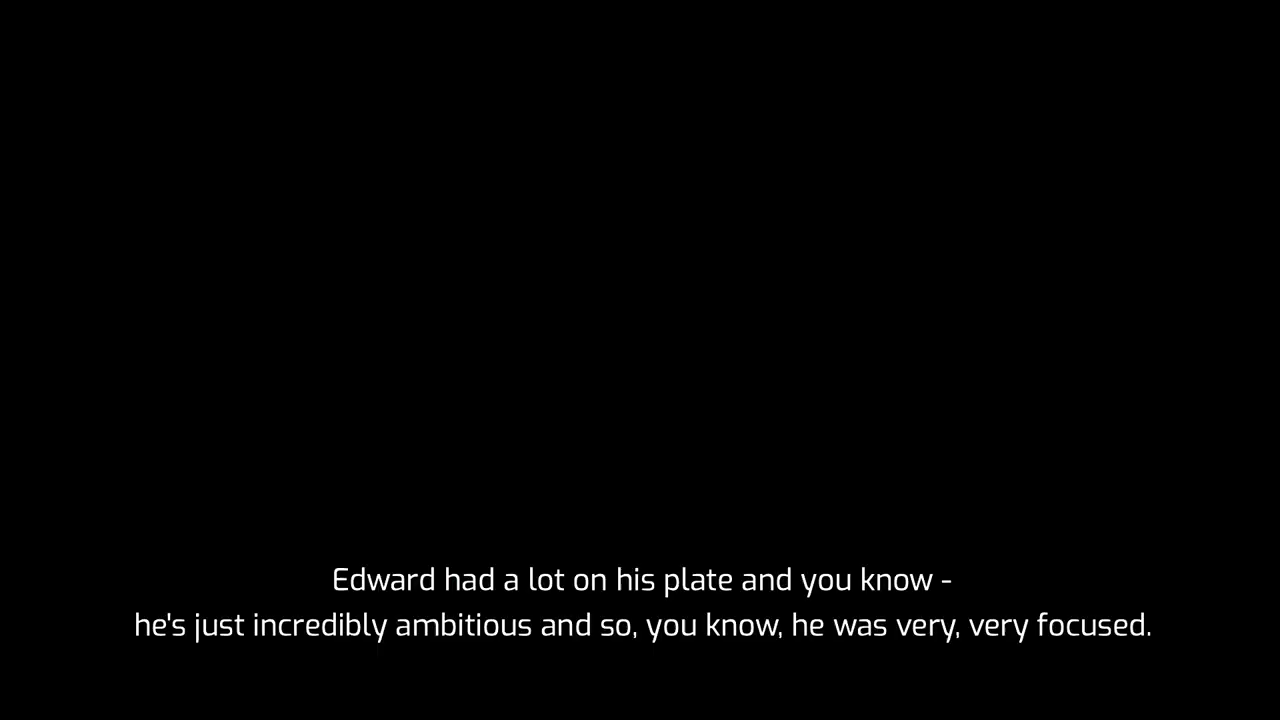 Edward had a lot on his plate and you know -
he's just incredibly ambitious and so, you know, he was very, very focused.